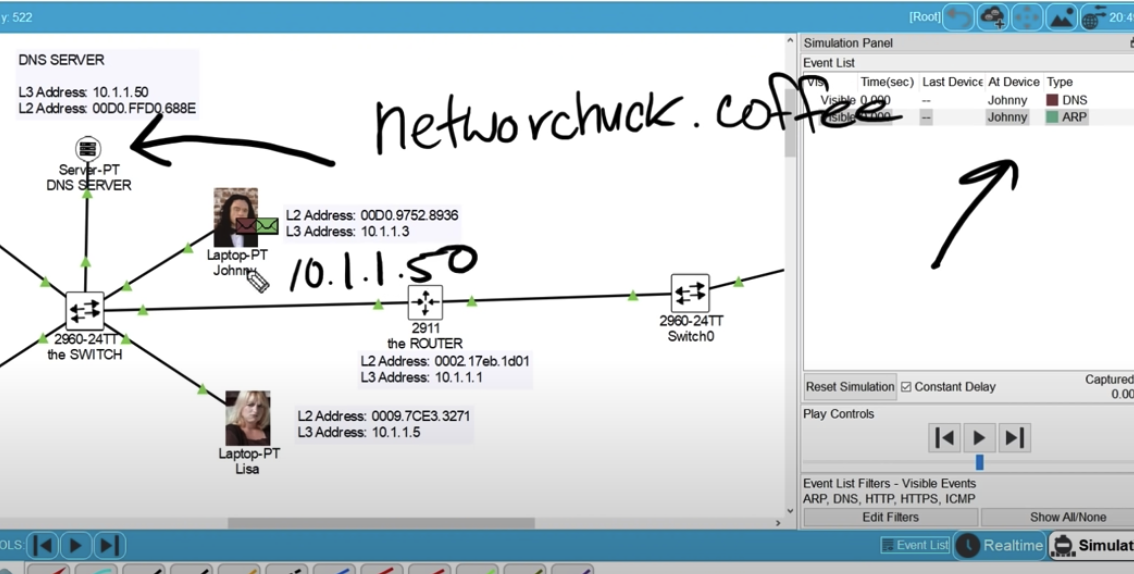 y: 522
[Root]
DNS SERVER
L3 Address: 10.1.1.50
L2 Address: 00D0.FFD0.688E
Server-PT
DNS SERVER
networchuck.coffee
L2 Address: 00D0.9752.8936
L3 Address: 10.1.1.3
Laptop-PT
Johnny
10.1.1.50
2960-24TT
the SWITCH
2911
the ROUTER
L2 Address: 0002.17eb.1d01
L3 Address: 10.1.1.1
2960-24TT
Switch0
L2 Address: 0009.7CE3.3271
L3 Address: 10.1.1.5
Laptop-PT
Lisa
Simulation Panel
Event List
Vis. Time(sec) Last Device At Device Type
Visible 0.000 -- Johnny DNS
Visible 0.000 -- Johnny ARP
Reset Simulation Constant Delay Captured
0.00
Play Controls
Event List Filters - Visible Events
ARP, DNS, HTTP, HTTPS, ICMP
Edit Filters Show All/None
Event List Realtime Simulat